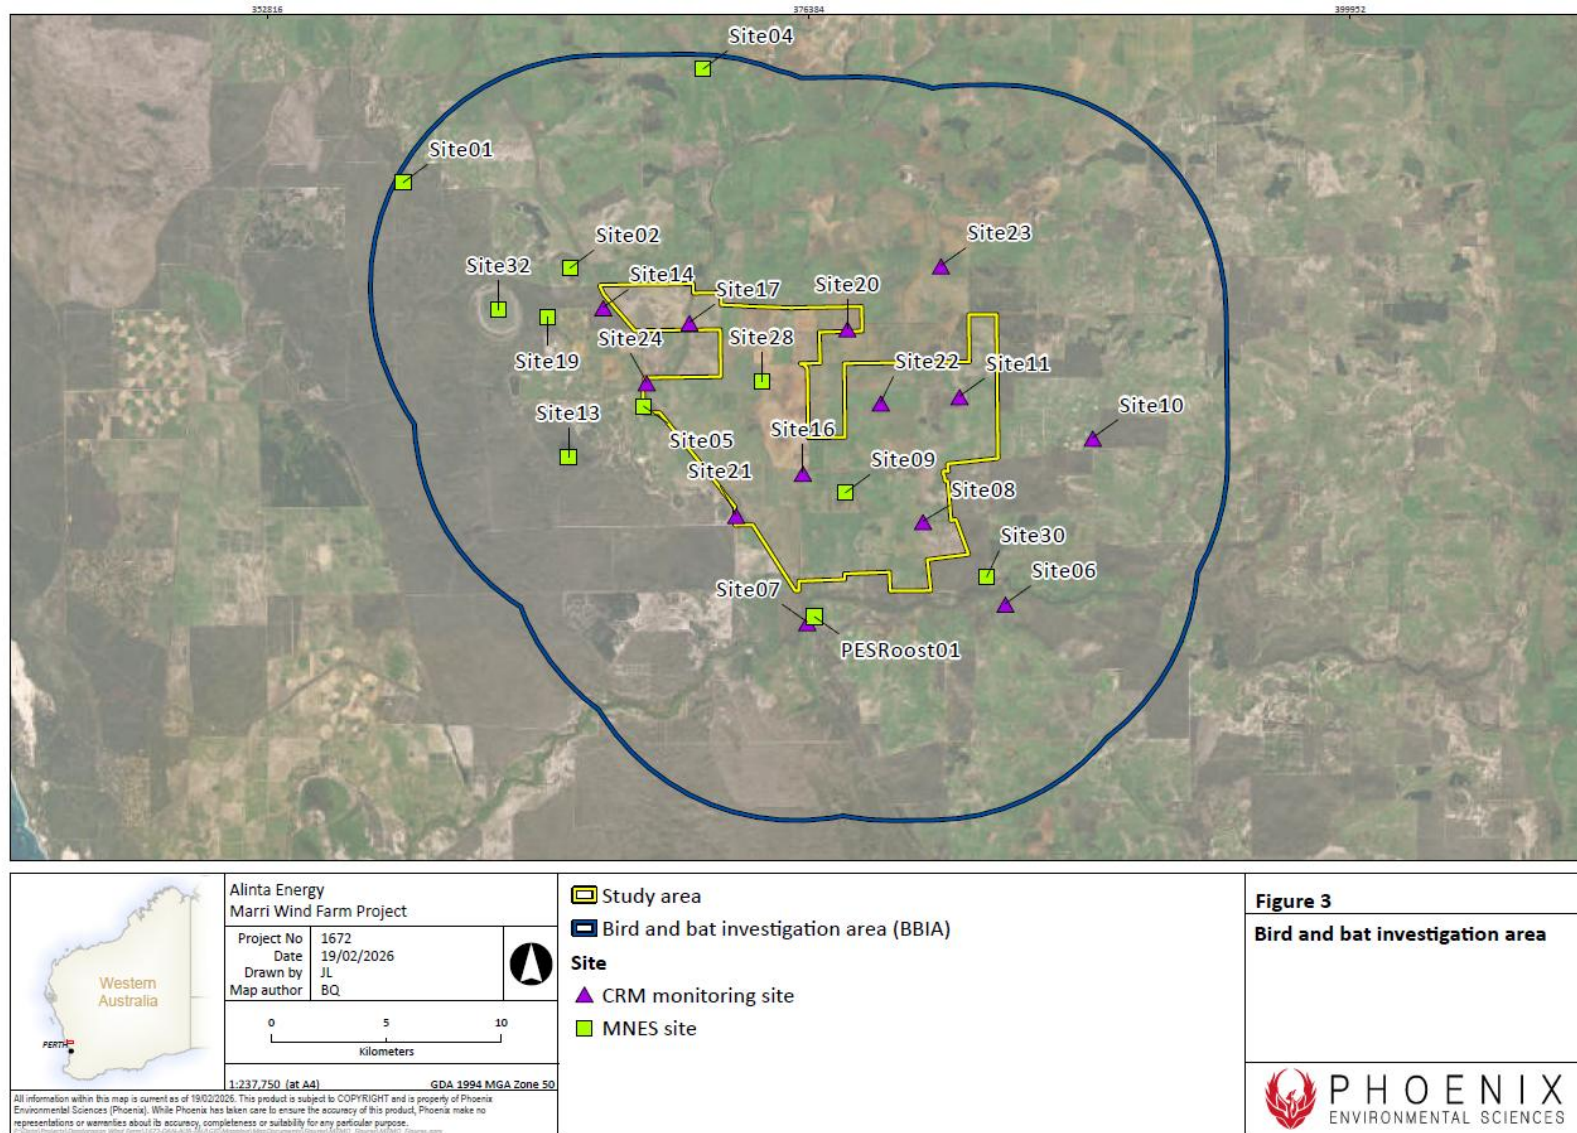 352816
376384
399952
Site04
Site01
Site02
Site23
Site32
Site14
Site17
Site20
Site24
Site28
Site19
Site22
Site11
Site13
Site10
Site05
Site16
Site21
Site09
Site08
Site30
Site07
Site06
PESRoost01
Western
Australia
PERTH
Alinta Energy
Marri Wind Farm Project
Project No 1672
Date 19/02/2026
Drawn by JL
Map author BQ
0 5 10
Kilometers
1:237,750 (at A4) GDA 1994 MGA Zone 50
All information within this map is current as of 19/02/2026. This product is subject to COPYRIGHT and is property of Phoenix
Environmental Sciences (Phoenix). While Phoenix has taken care to ensure the accuracy of this product, Phoenix make no
representations or warranties about its accuracy, completeness or suitability for any particular purpose.
Study area
Bird and bat investigation area (BBIA)
Site
CRM monitoring site
MNES site
Figure 3
Bird and bat investigation area
PHOENIX
ENVIRONMENTAL SCIENCES